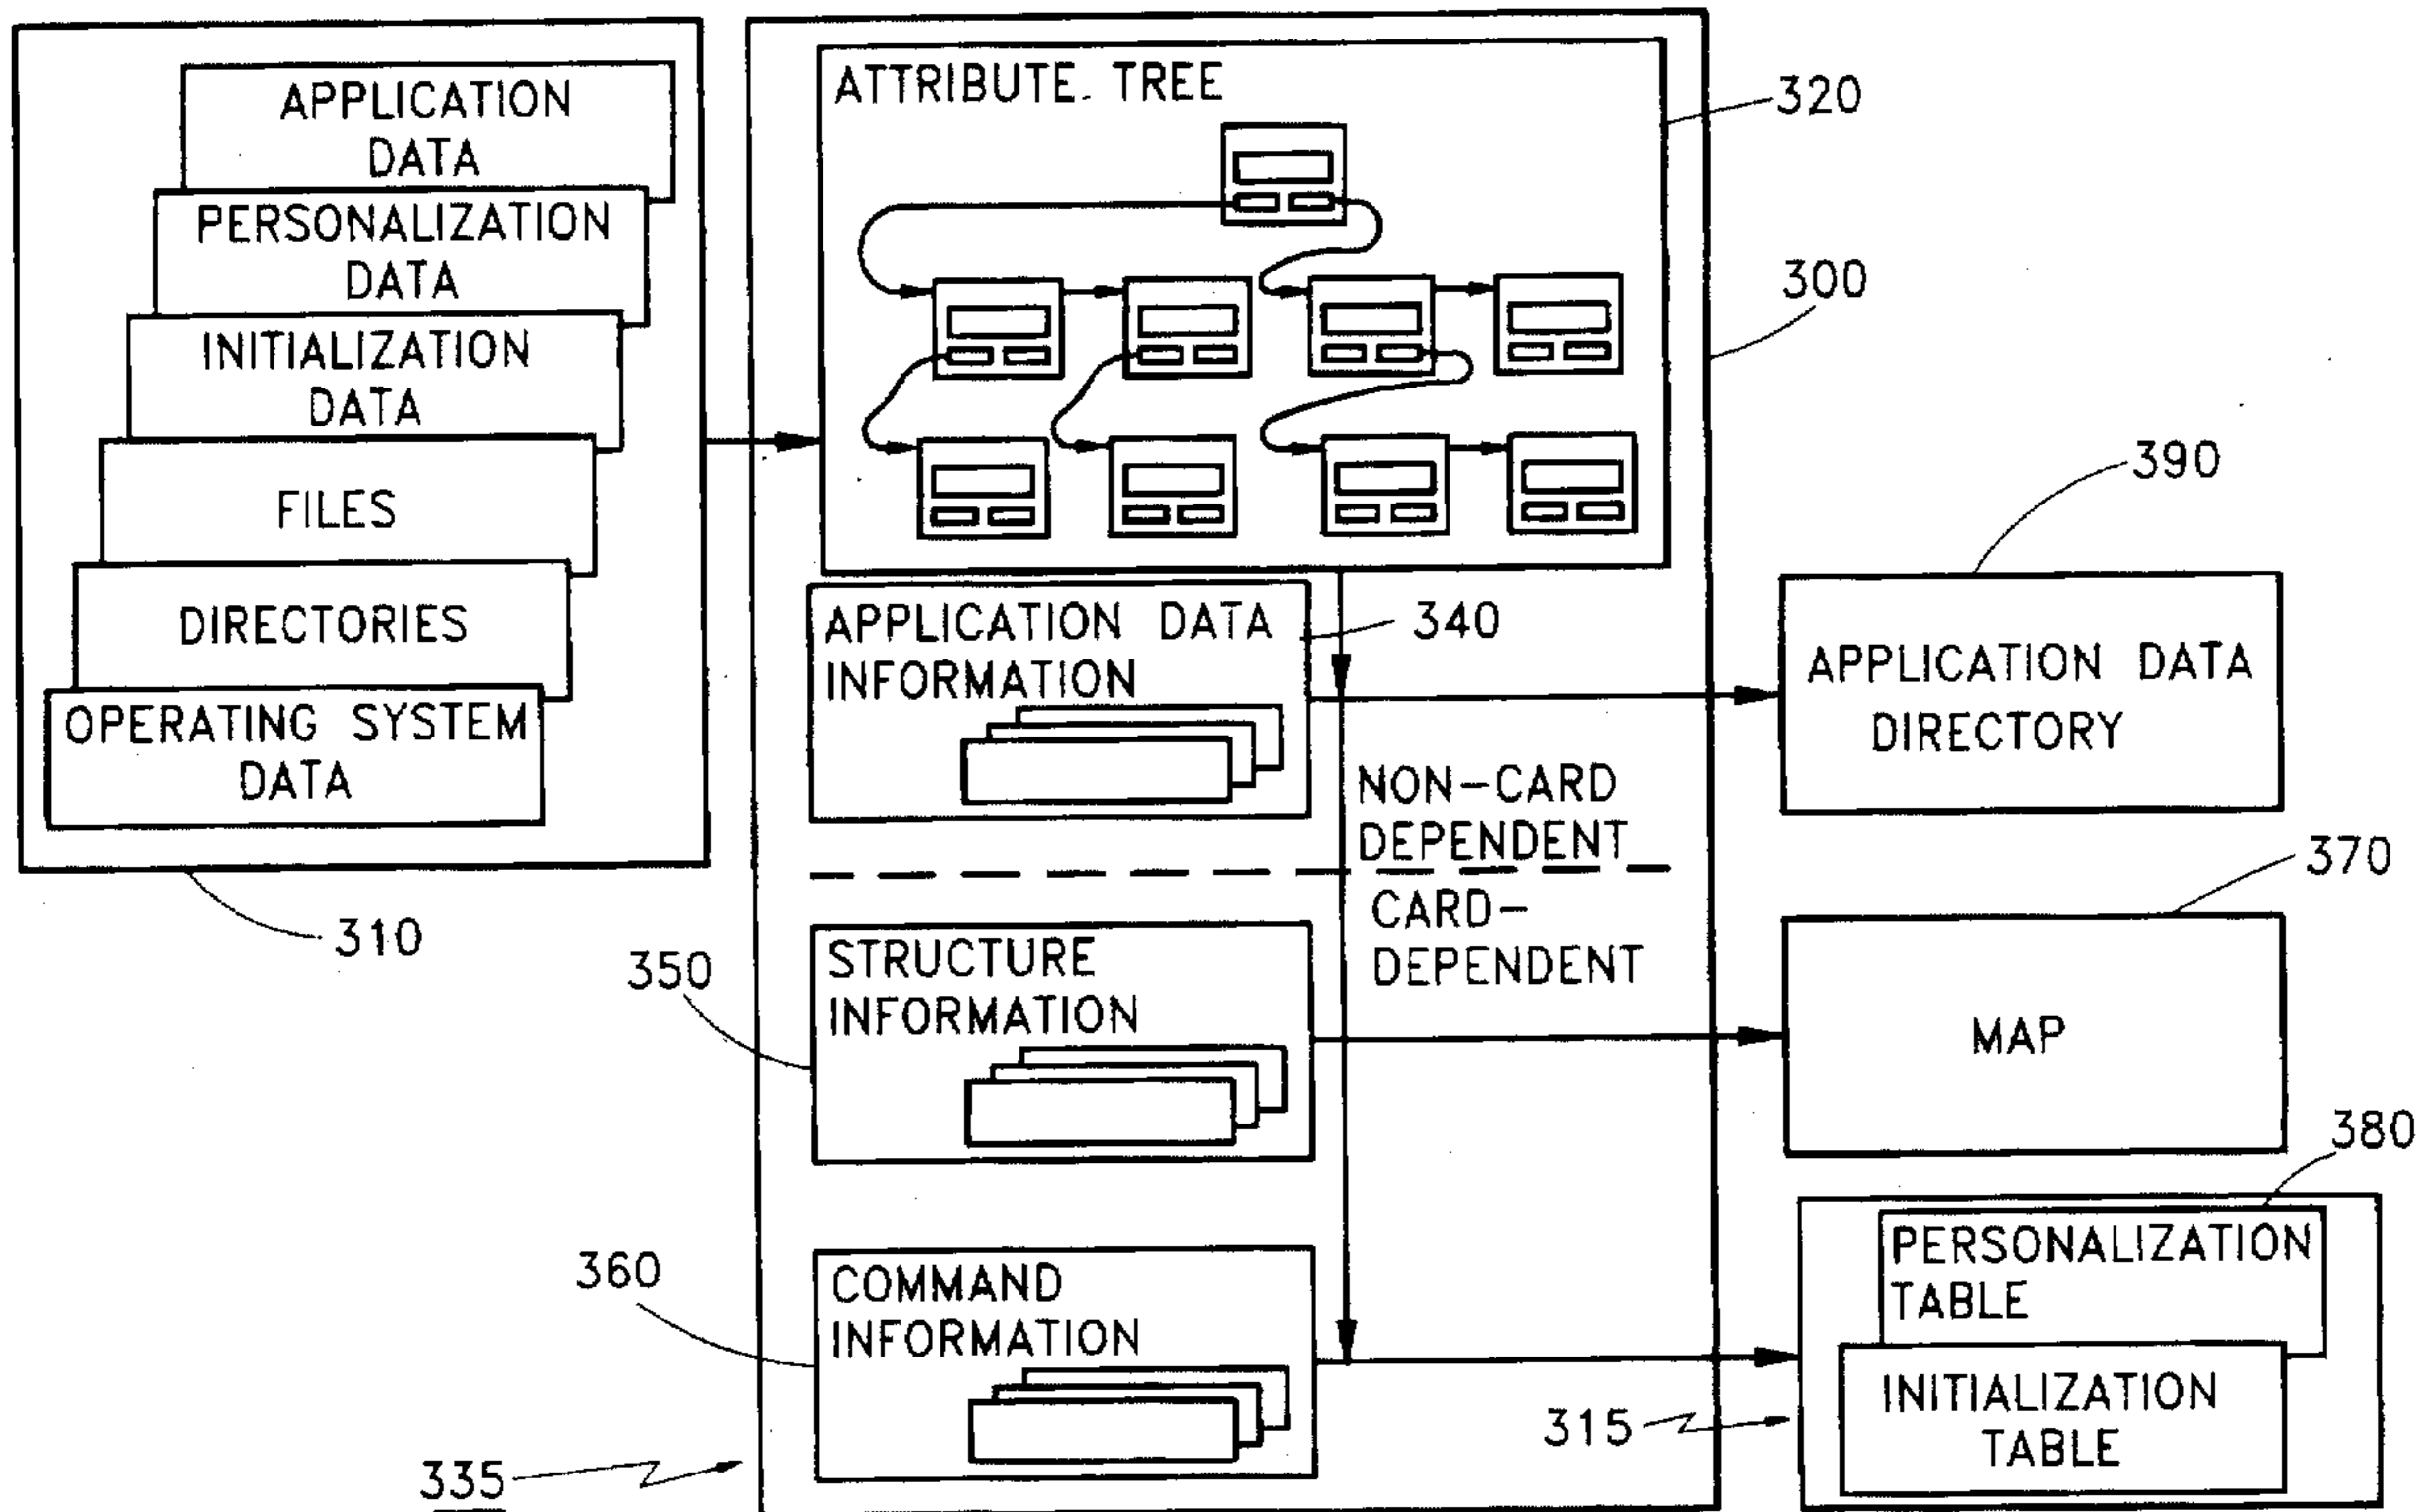 APPLICATION
DATA
PERSONALIZATION
DATA
INITIALIZATION
DATA
FILES
DIRECTORIES
OPERATING SYSTEM
DATA
310
ATTRIBUTE TREE
320
300
APPLICATION DATA
INFORMATION
340
NON-CARD
DEPENDENT
CARD-
DEPENDENT
350
STRUCTURE
INFORMATION
360
COMMAND
INFORMATION
335
390
APPLICATION DATA
DIRECTORY
370
MAP
380
PERSONALIZATION
TABLE
INITIALIZATION
TABLE
315